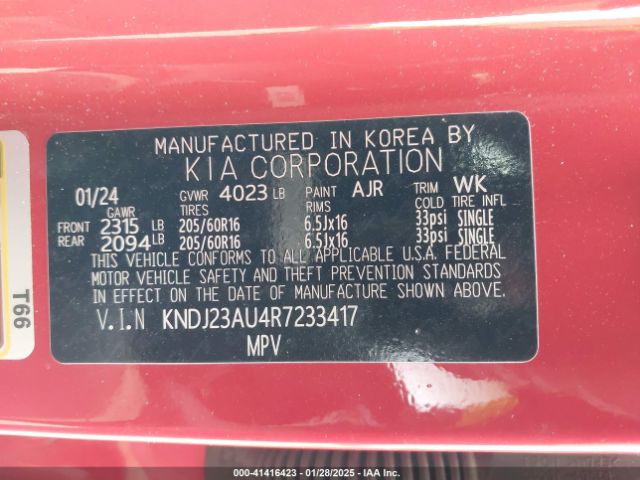 MANUFACTURED IN KOREA BY
KIA CORPORATION
01/24 GVWR 4023 LB PAINT AJR TRIM WK
GAWR TIRES RIMS COLD TIRE INFL
FRONT 2315 LB 205/60R16 6.5Jx16 33psi SINGLE
REAR 2094 LB 205/60R16 6.5Jx16 33psi SINGLE
THIS VEHICLE CONFORMS TO ALL APPLICABLE U.S.A. FEDERAL
MOTOR VEHICLE SAFETY AND THEFT PREVENTION STANDARDS
IN EFFECT ON THE DATE OF MANUFACTURE SHOWN ABOVE.
V.I.N KNDJ23AU4R7233417
MPV
T66
000-41416423 | 01/28/2025 | IAA Inc.